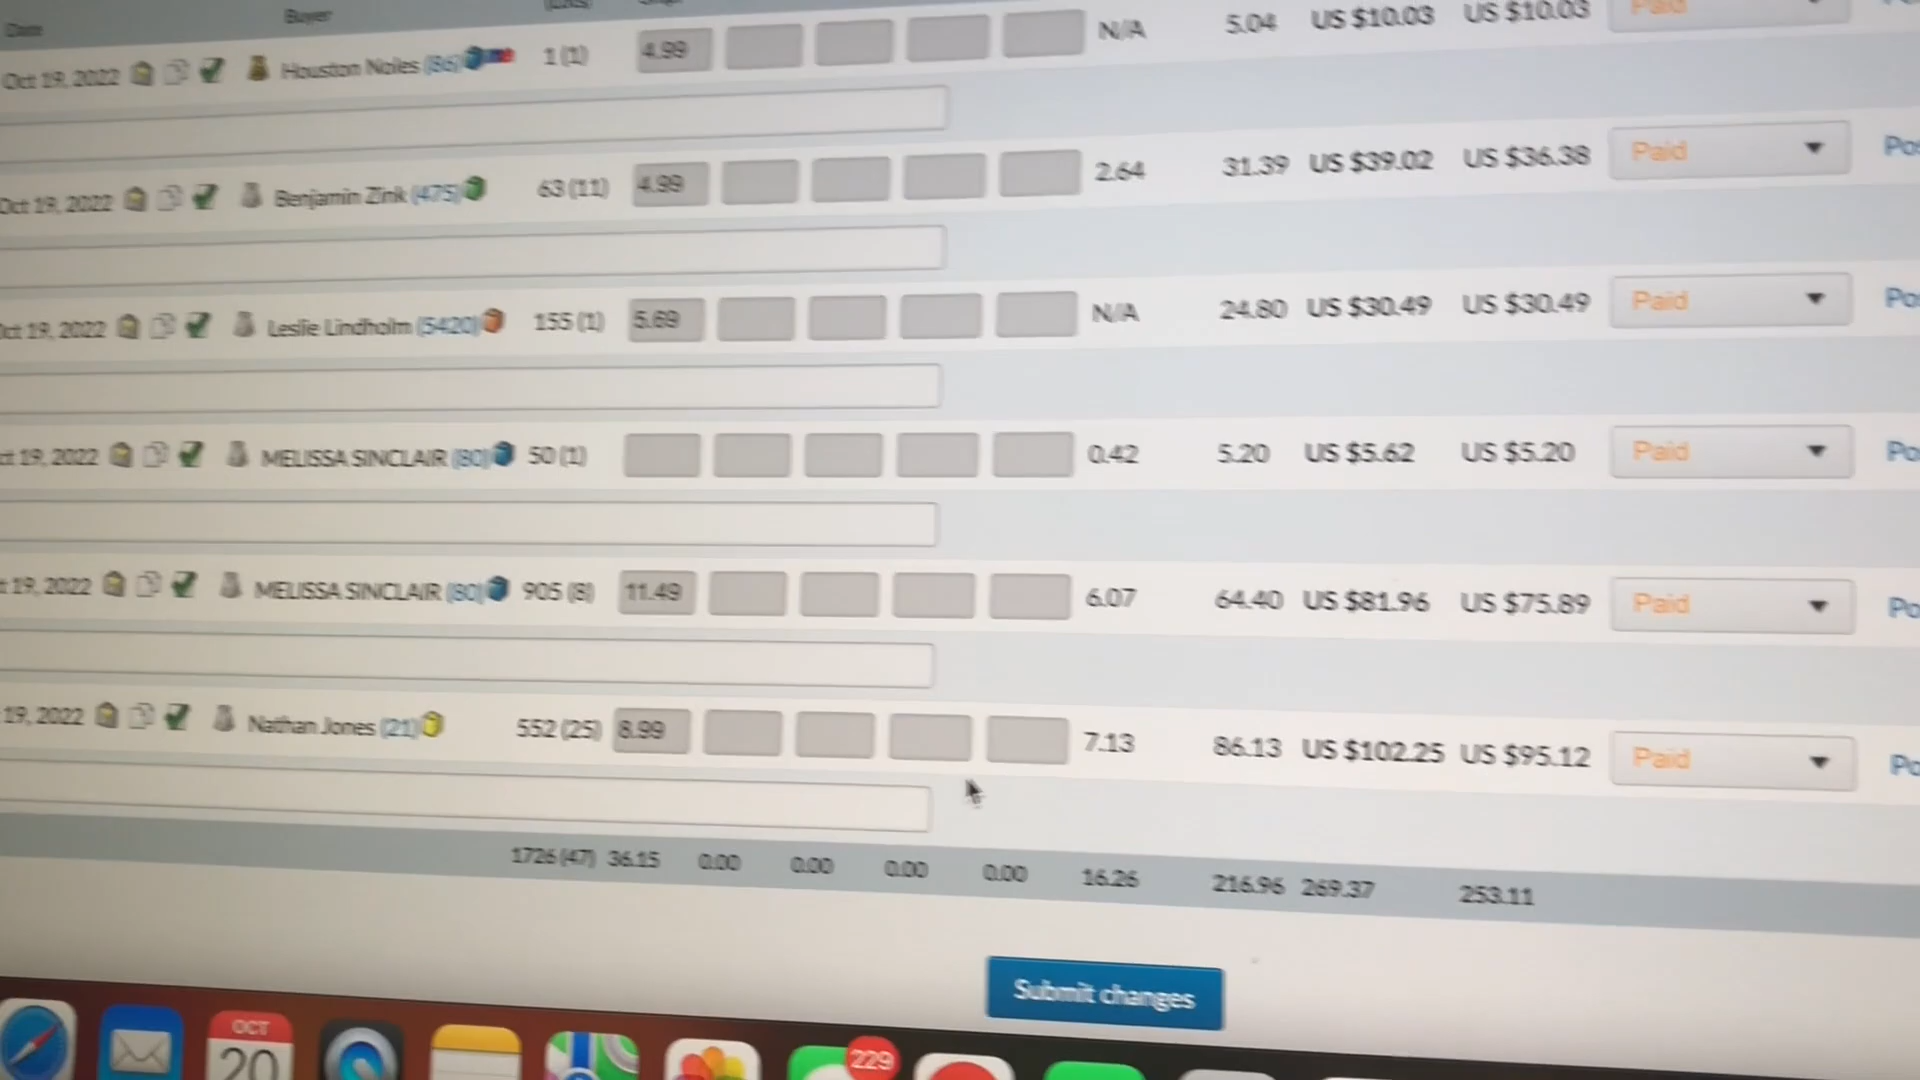 Date Buyer (Lots)
Oct 19, 2022 Houston Noles (86) 1 (1) 4.99 N/A 5.04 US $10.03 US $10.03 Paid
Oct 19, 2022 Benjamin Zink (475) 63 (11) 4.99 2.64 31.39 US $39.02 US $36.38 Paid Pos
Oct 19, 2022 Leslie Lindholm (5420) 155 (1) 5.69 N/A 24.80 US $30.49 US $30.49 Paid Po
ct 19, 2022 MELISSA SINCLAIR (80) 50 (1) 0.42 5.20 US $5.62 US $5.20 Paid Po
t 19, 2022 MELISSA SINCLAIR (80) 905 (8) 11.49 6.07 64.40 US $81.96 US $75.89 Paid Po
19, 2022 Nathan Jones (21) 552 (25) 8.99 7.13 86.13 US $102.25 US $95.12 Paid Po
1726 (47) 36.15 0.00 0.00 0.00 0.00 16.26 216.96 269.37 253.11
Submit changes
OCT
20
229